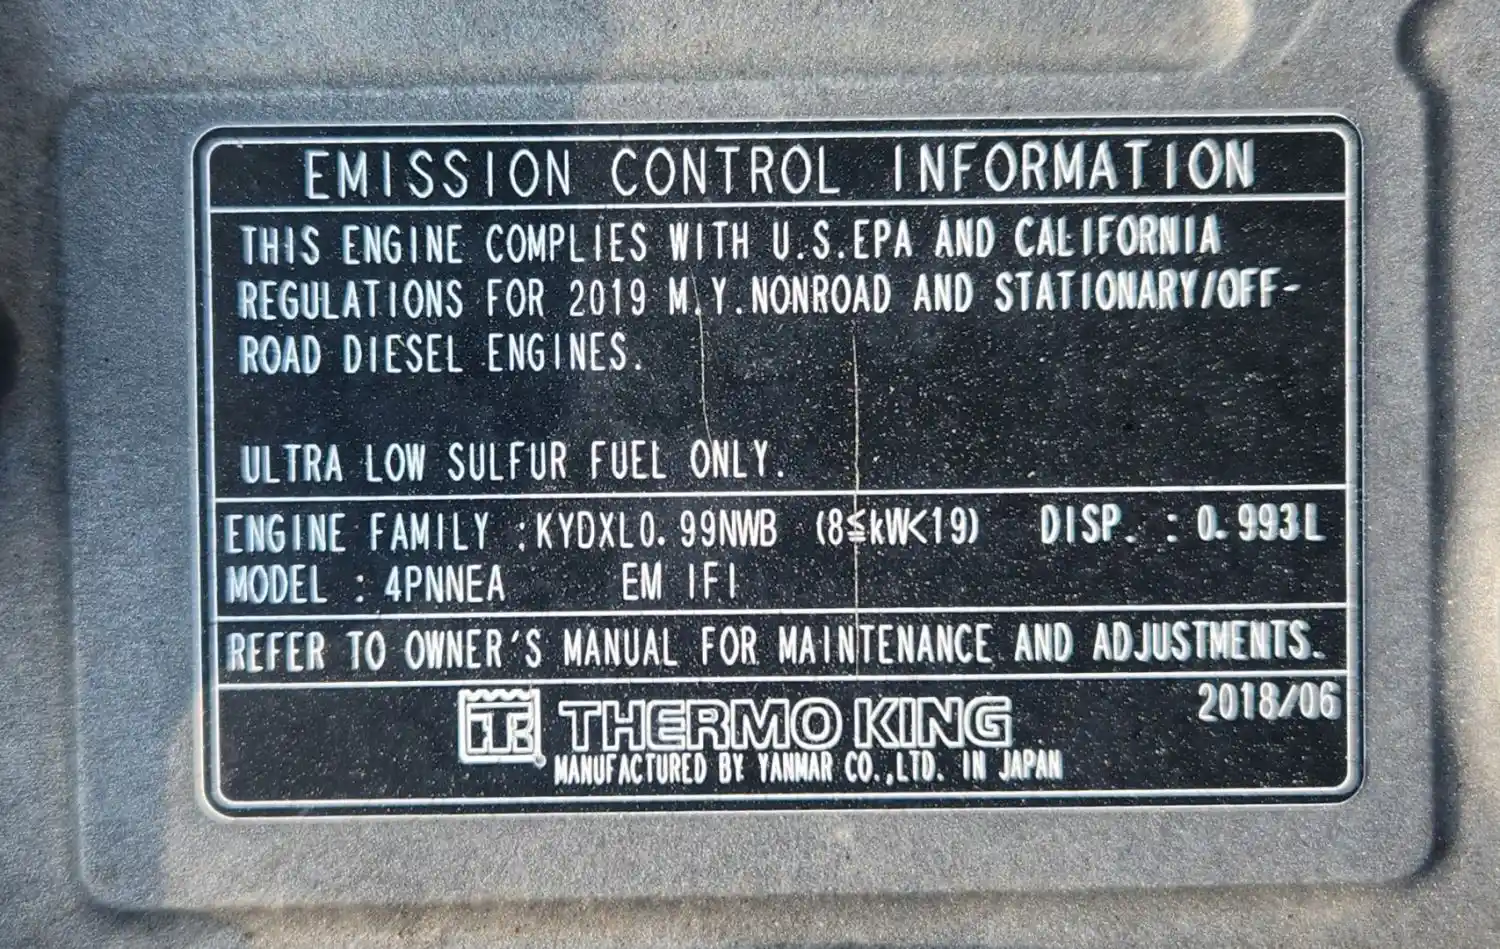 EMISSION CONTROL INFORMATION
THIS ENGINE COMPLIES WITH U.S.EPA AND CALIFORNIA
REGULATIONS FOR 2019 M.Y.NONROAD AND STATIONARY/OFF-
ROAD DIESEL ENGINES.
ULTRA LOW SULFUR FUEL ONLY.
ENGINE FAMILY :KYDXL0.99NWB (8≦kW<19) DISP. : 0.993L
MODEL : 4PNNEA EM IFI
REFER TO OWNER'S MANUAL FOR MAINTENANCE AND ADJUSTMENTS.
2018/06
TK THERMO KING
MANUFACTURED BY YANMAR CO.,LTD. IN JAPAN